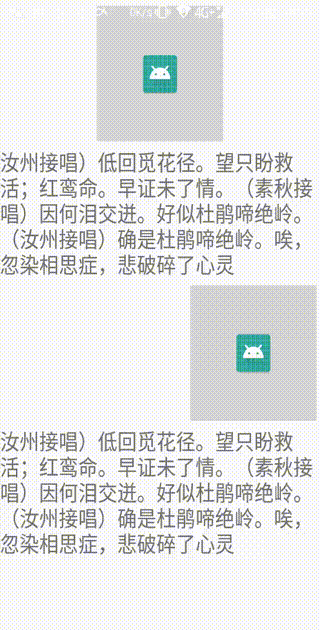 汝州接唱）低回觅花径。望只盼救
活；红鸾命。早证未了情。（素秋接
唱）因何泪交迸。好似杜鹃啼绝岭。
（汝州接唱）确是杜鹃啼绝岭。唉，
忽染相思症，悲破碎了心灵
汝州接唱）低回觅花径。望只盼救
活；红鸾命。早证未了情。（素秋接
唱）因何泪交迸。好似杜鹃啼绝岭。
（汝州接唱）确是杜鹃啼绝岭。唉，
忽染相思症，悲破碎了心灵